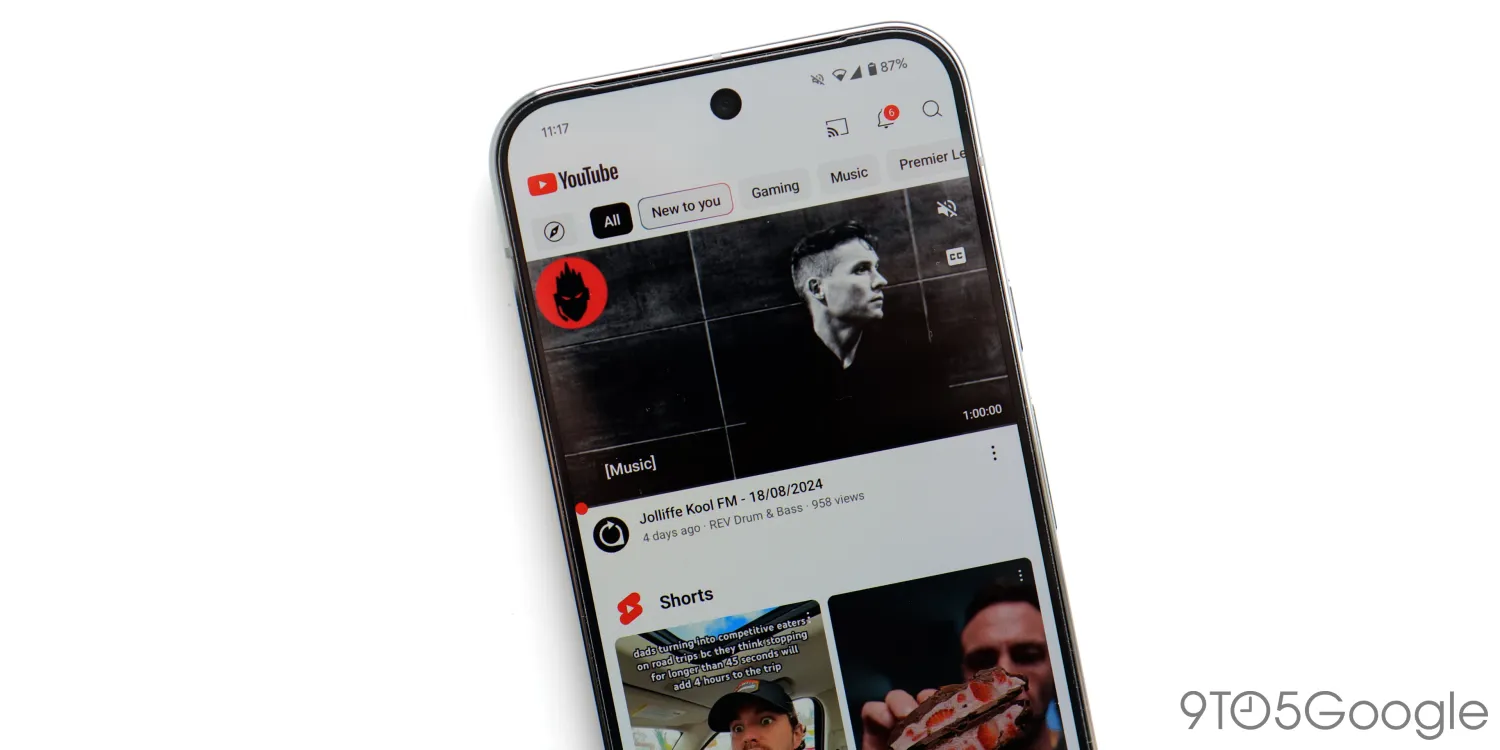 11:17
87%
6
YouTube
All
New to you
Gaming
Music
Premier Le
CC
1:00:00
[Music]
Jolliffe Kool FM - 18/08/2024
4 days ago · REV Drum & Bass · 958 views
Shorts
dads turning into competitive eaters
on road trips bc they think stopping
for longer than 45 seconds will
add 4 hours to the trip
9TO5Google